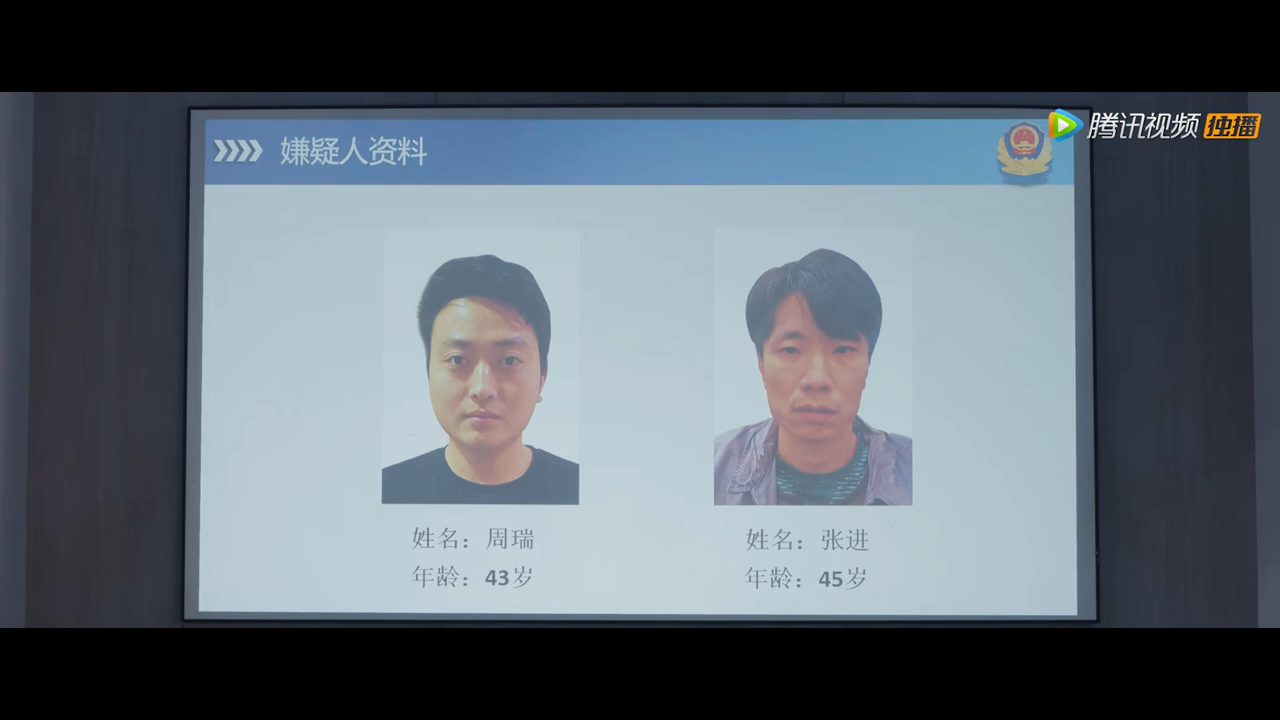 嫌疑人资料
腾讯视频 独播
姓名：周瑞
年龄：43岁
姓名：张进
年龄：45岁